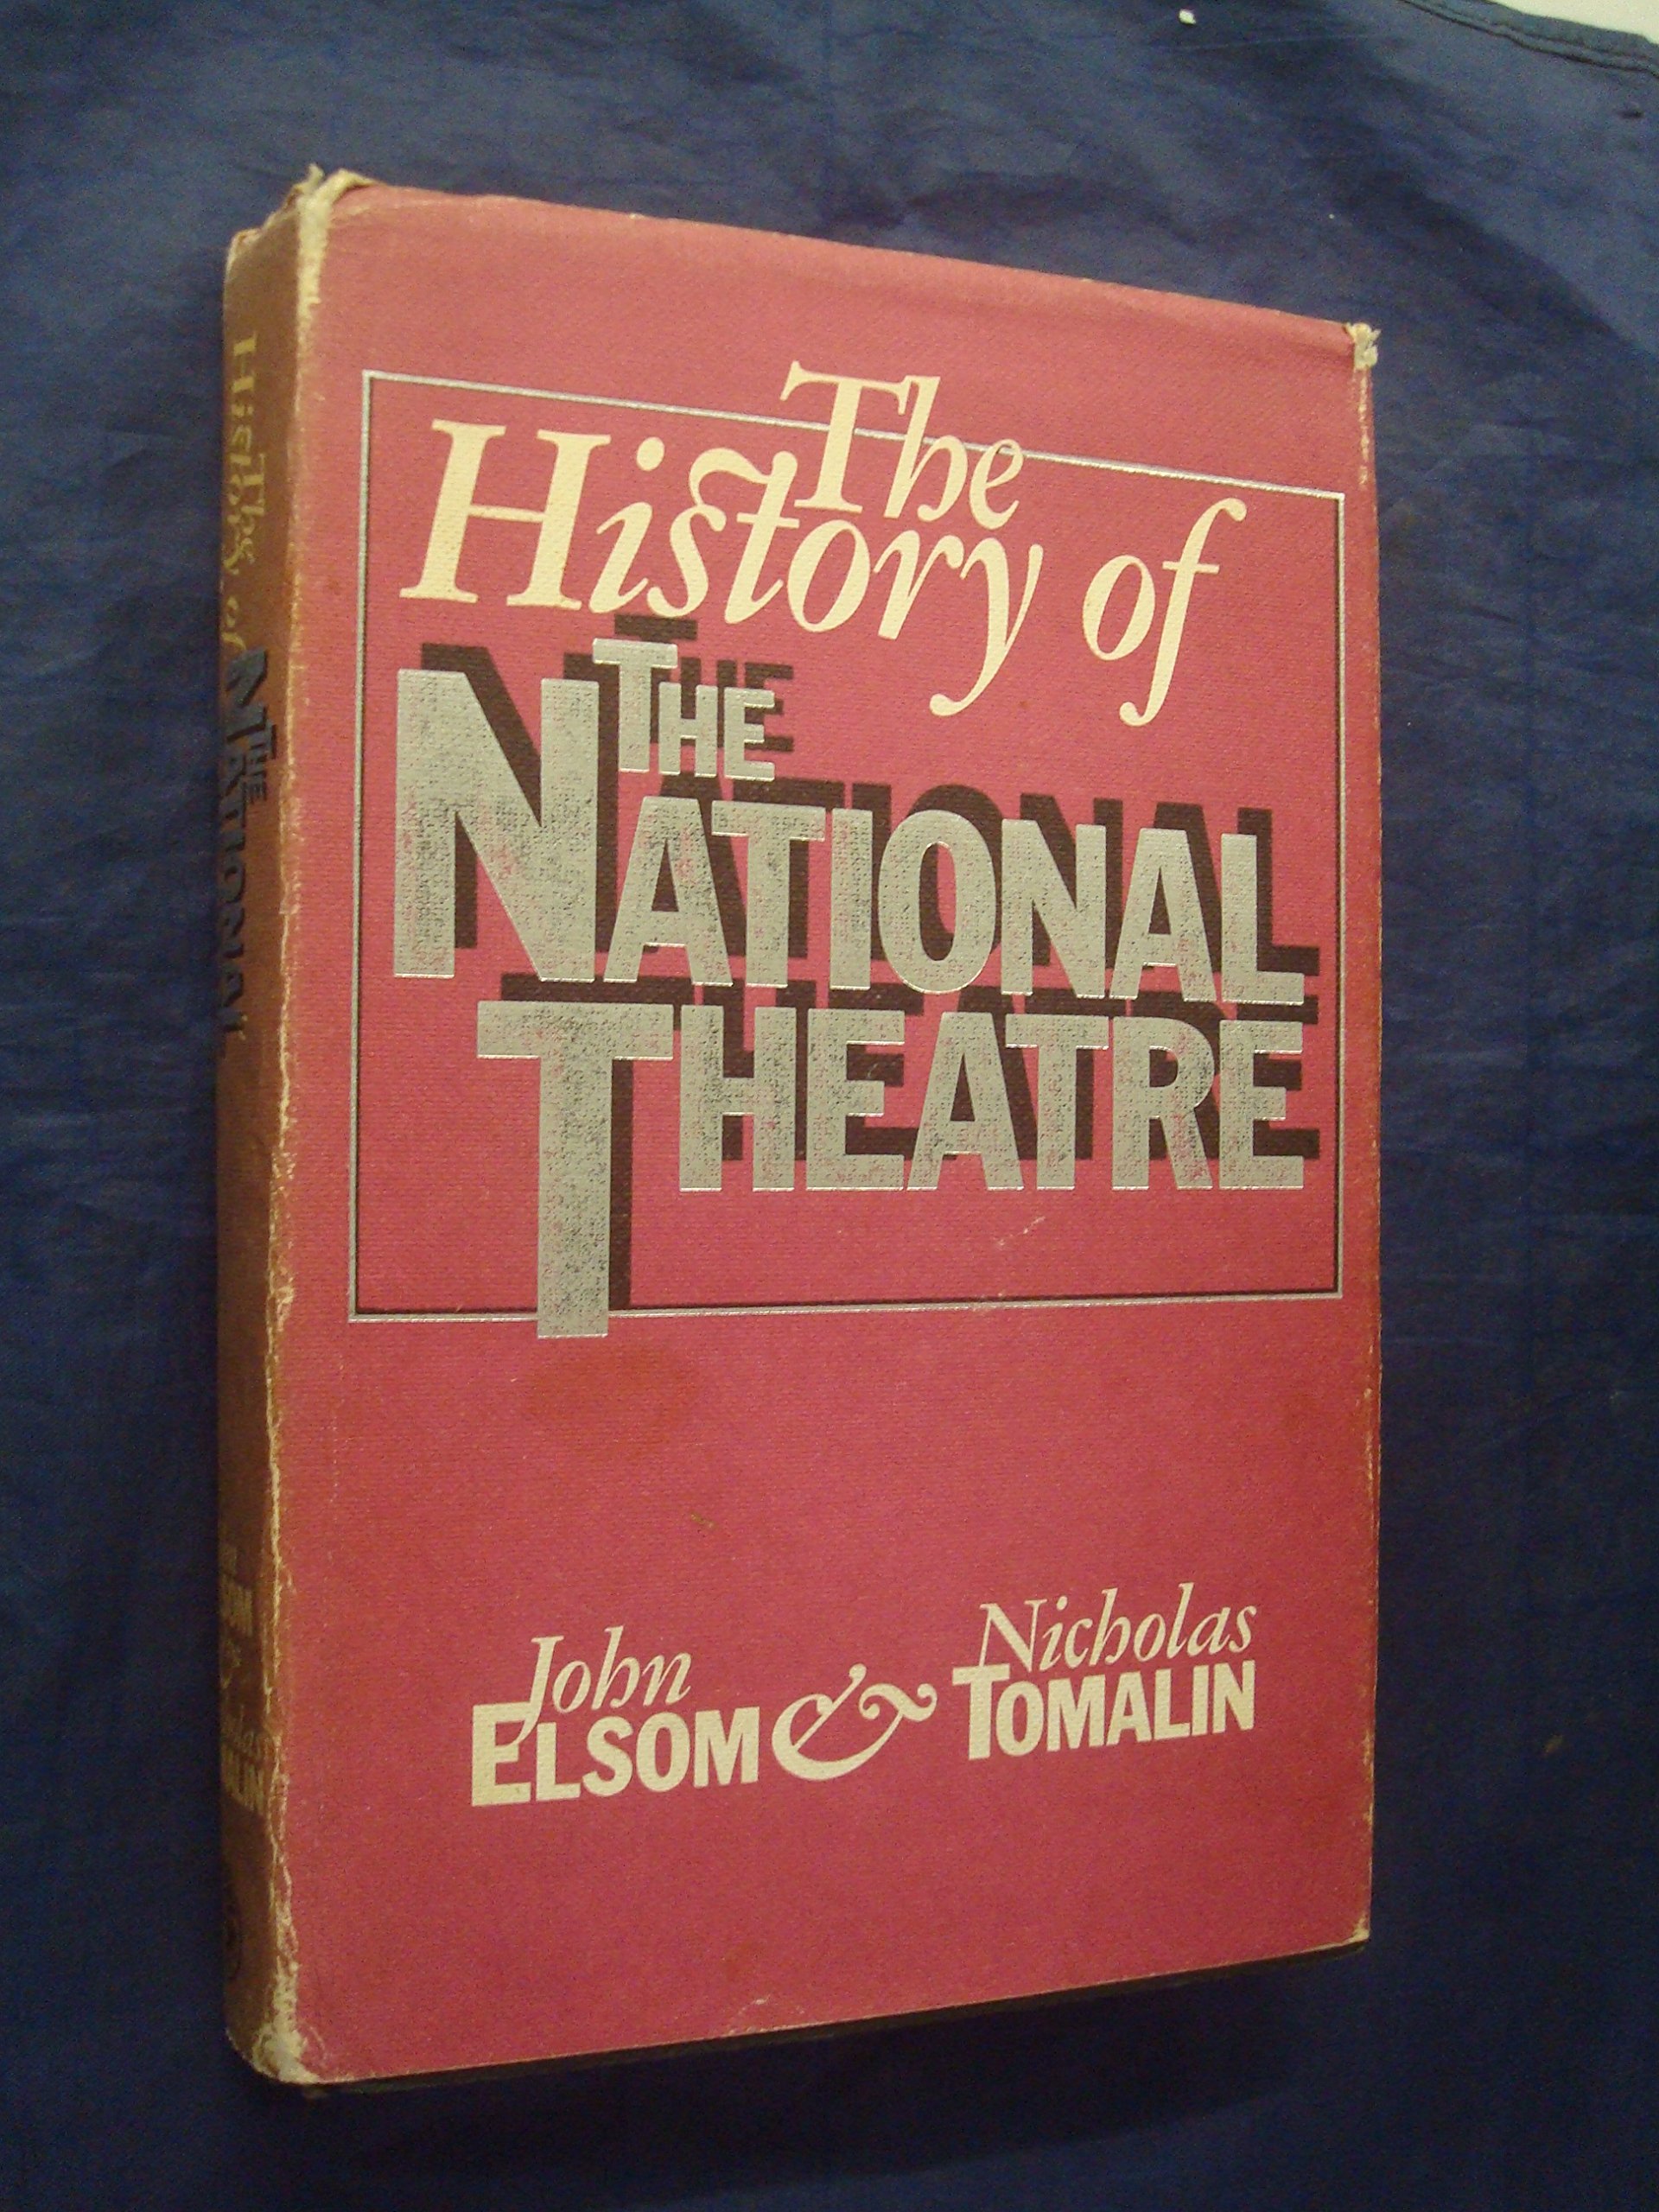 The
History of
THE
NATIONAL
THEATRE
John
ELSOM
&
Nicholas
TOMALIN
The
History of
THE
NATIONAL